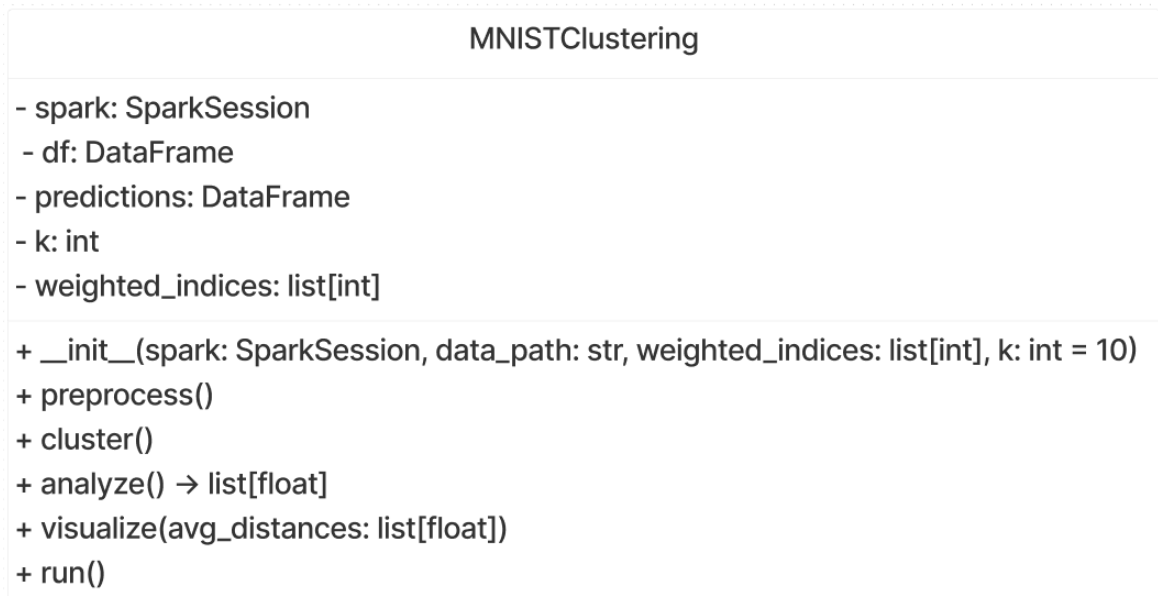 MNISTClustering
- spark: SparkSession
- df: DataFrame
- predictions: DataFrame
- k: int
- weighted_indices: list[int]
+ __init__(spark: SparkSession, data_path: str, weighted_indices: list[int], k: int = 10)
+ preprocess()
+ cluster()
+ analyze() → list[float]
+ visualize(avg_distances: list[float])
+ run()